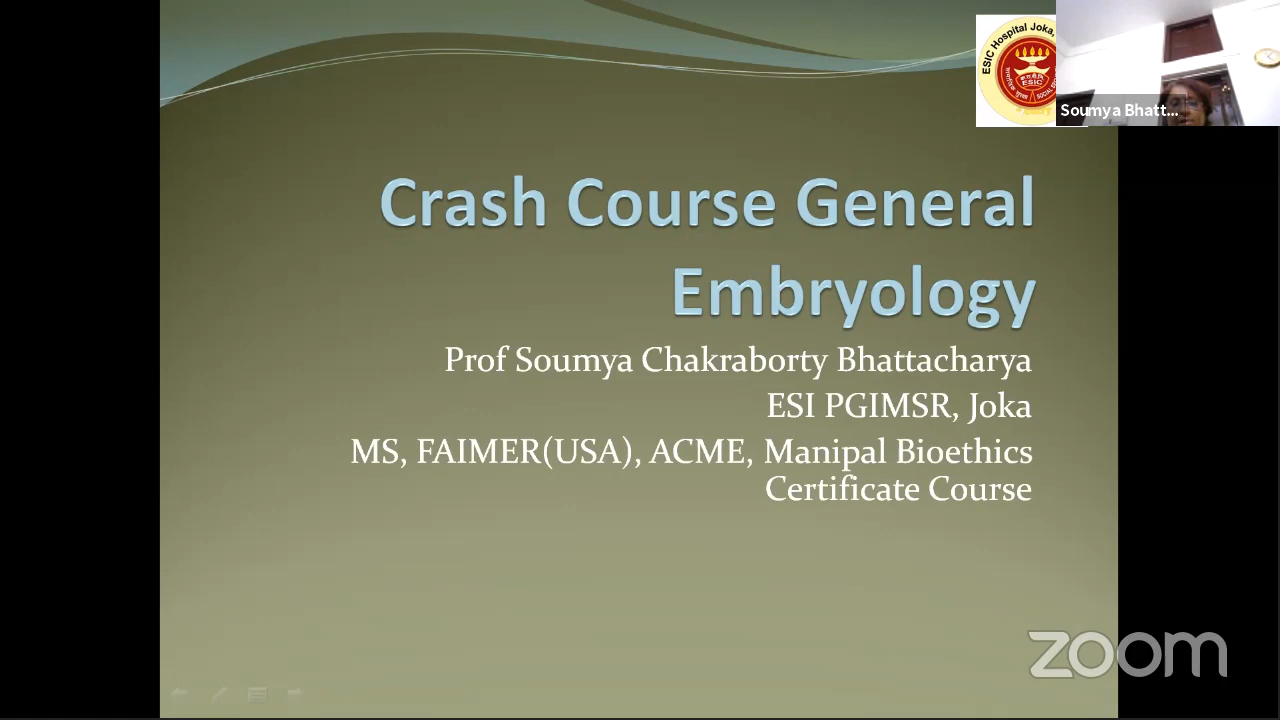 ESIC Hospital Joka,
ESIC
Soumya Bhatt...
Crash Course General
Embryology
Prof Soumya Chakraborty Bhattacharya
ESI PGIMSR, Joka
MS, FAIMER(USA), ACME, Manipal Bioethics
Certificate Course
zoom